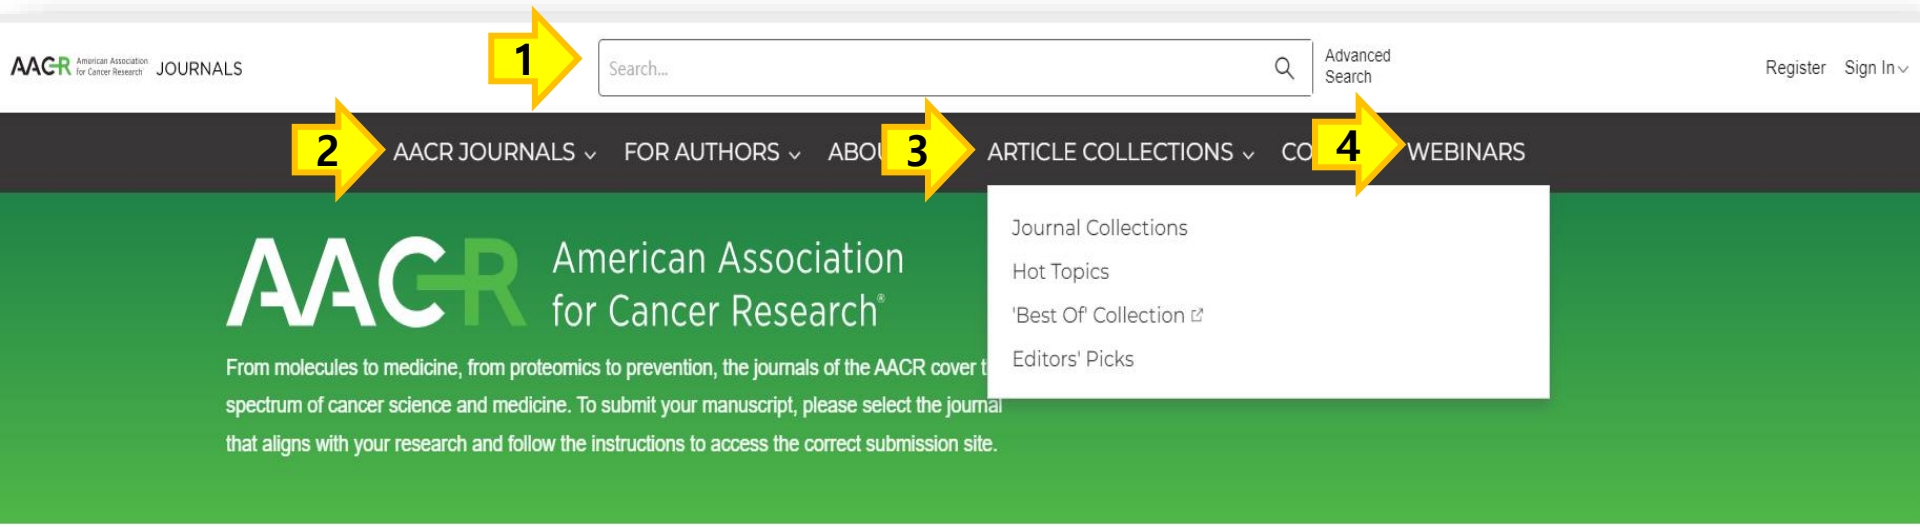 AACR American Association for Cancer Research JOURNALS
1
Search...
Advanced
Search
Register Sign In
2
AACR JOURNALS
FOR AUTHORS
3
ARTICLE COLLECTIONS
4
WEBINARS
Journal Collections
Hot Topics
'Best Of' Collection
Editors' Picks
AACR
American Association
for Cancer Research®
From molecules to medicine, from proteomics to prevention, the journals of the AACR cover
spectrum of cancer science and medicine. To submit your manuscript, please select the journal
that aligns with your research and follow the instructions to access the correct submission site.